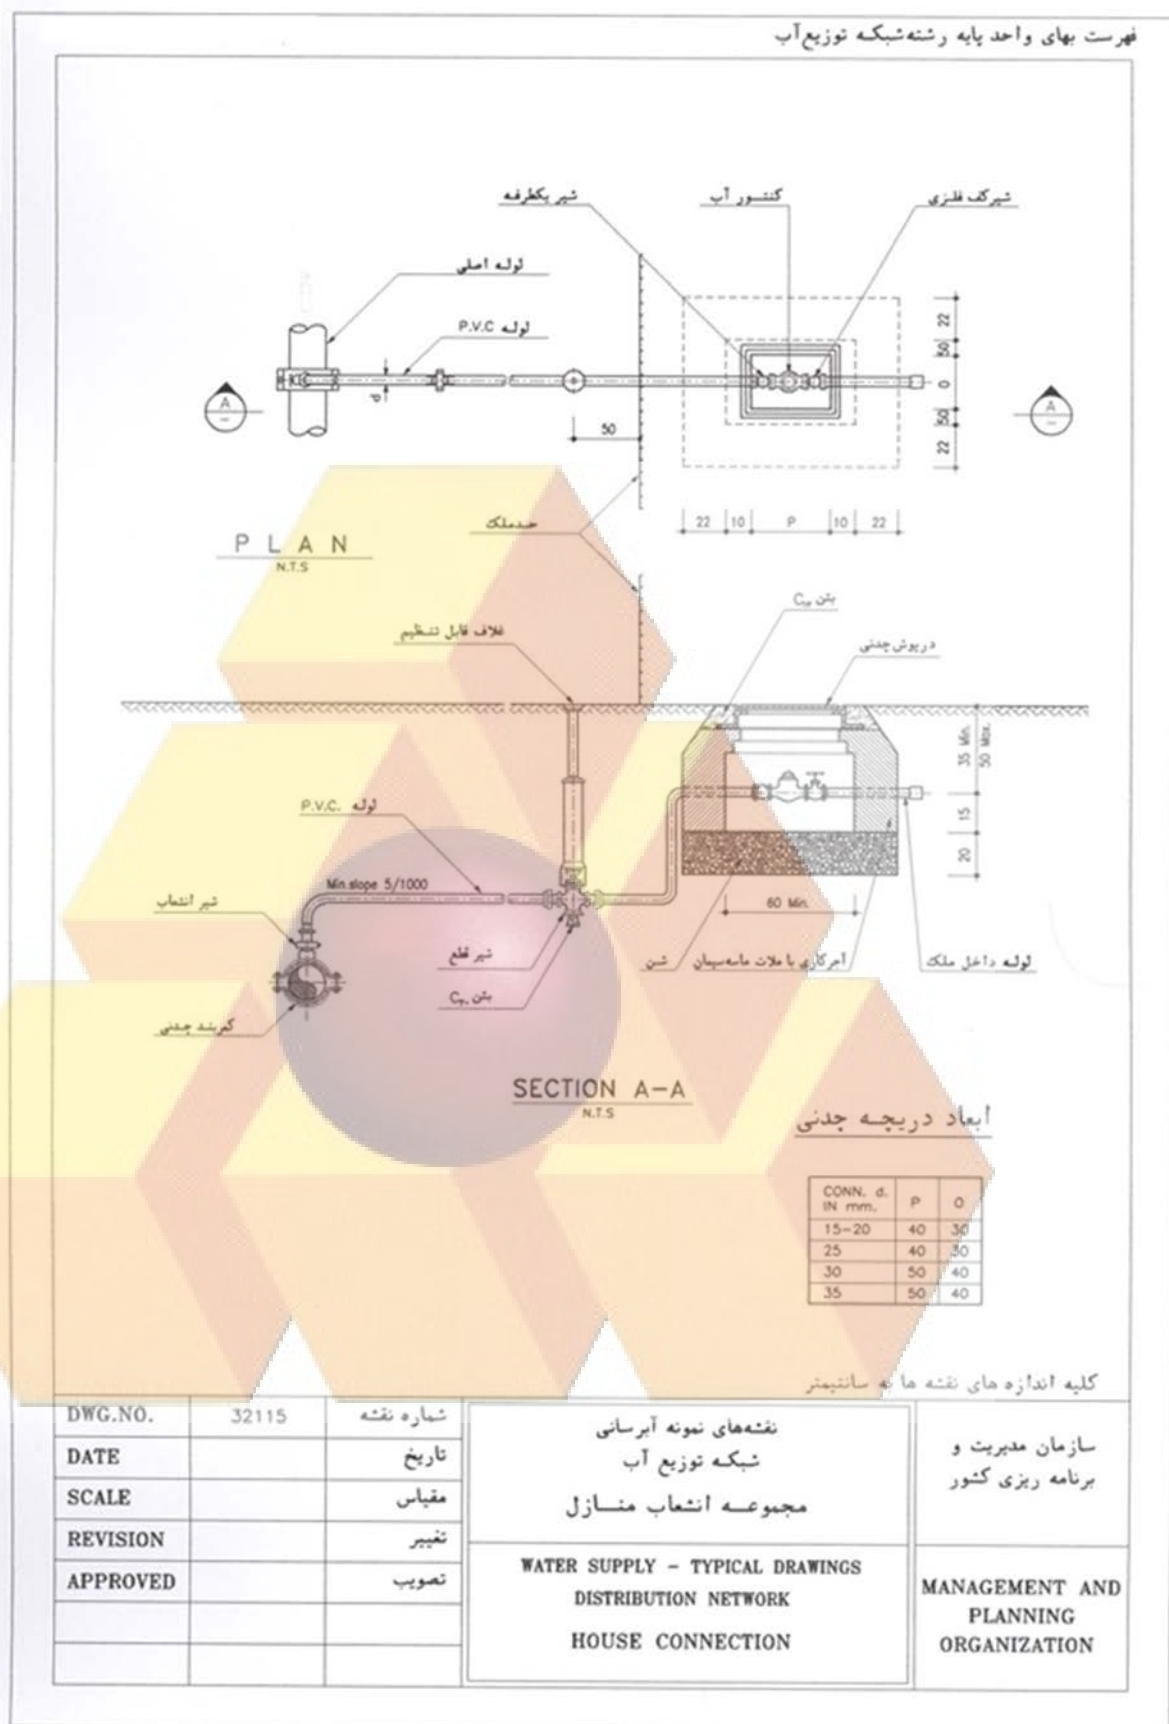 فهرست بهای واحد پایه رشته شبکه توزیع آب
شیر یکطرفه
کنتور آب
شیرکف فلزی
لوله اصلی
لوله P.V.C
d
A
A
50
22
50
O
50
22
22
10
P
10
22
حد ملک
PLAN
N.T.S
بتن
غلاف قابل تنظیم
درپوش چدنی
35 Min.
50 Max.
15
20
لوله P.V.C.
Min.slope 5/1000
شیر انشعاب
60 Min.
شیر قطع
شن
آجرکاری با ملات ماسه سیمان
لوله داخل ملک
بتن
کمربند چدنی
SECTION A-A
N.T.S
ابعاد دریچه چدنی
CONN. d. IN mm. P O
15-20 40 30
25 40 30
30 50 40
35 50 40
کلیه اندازه های نقشه ها به سانتیمتر
DWG.NO. 32115 شماره نقشه
DATE تاریخ
SCALE مقیاس
REVISION تغییر
APPROVED تصویب
نقشه‌های نمونه آبرسانی
شبکه توزیع آب
مجموعه انشعاب منازل
WATER SUPPLY - TYPICAL DRAWINGS
DISTRIBUTION NETWORK
HOUSE CONNECTION
سازمان مدیریت و
برنامه ریزی کشور
MANAGEMENT AND
PLANNING
ORGANIZATION